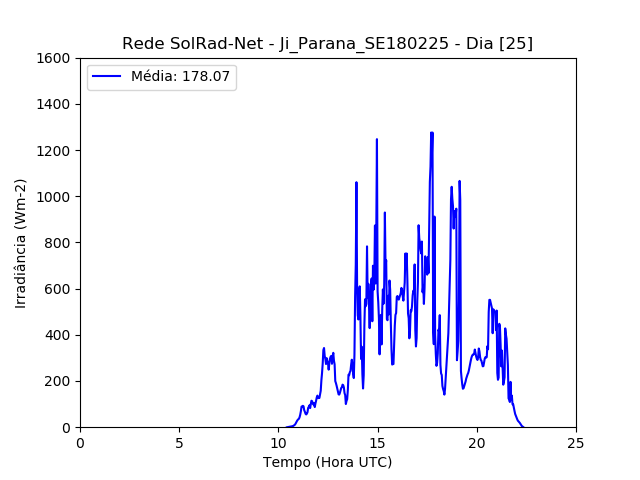 Rede SolRad-Net - Ji_Parana_SE180225 - Dia [25]
Média: 178.07
Irradiância (Wm-2)
1600
1400
1200
1000
800
600
400
200
0
0 5 10 15 20 25
Tempo (Hora UTC)